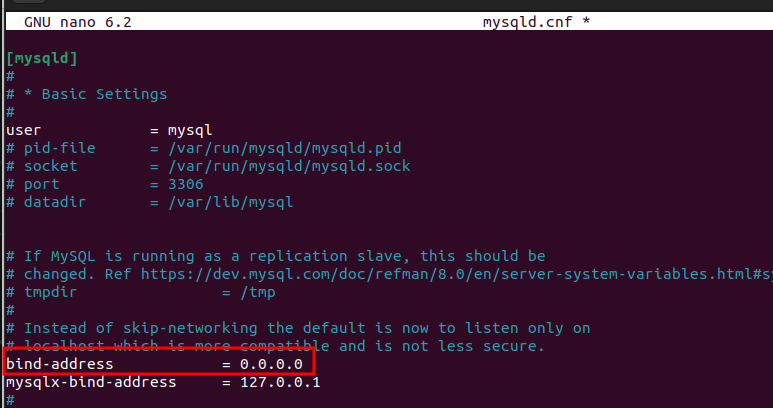 GNU nano 6.2 mysqld.cnf *
[mysqld]
#
# * Basic Settings
#
user = mysql
# pid-file = /var/run/mysqld/mysqld.pid
# socket = /var/run/mysqld/mysqld.sock
# port = 3306
# datadir = /var/lib/mysql
# If MySQL is running as a replication slave, this should be
# changed. Ref https://dev.mysql.com/doc/refman/8.0/en/server-system-variables.html#sy
# tmpdir = /tmp
#
# Instead of skip-networking the default is now to listen only on
# localhost which is more compatible and is not less secure.
bind-address = 0.0.0.0
mysqlx-bind-address = 127.0.0.1
#